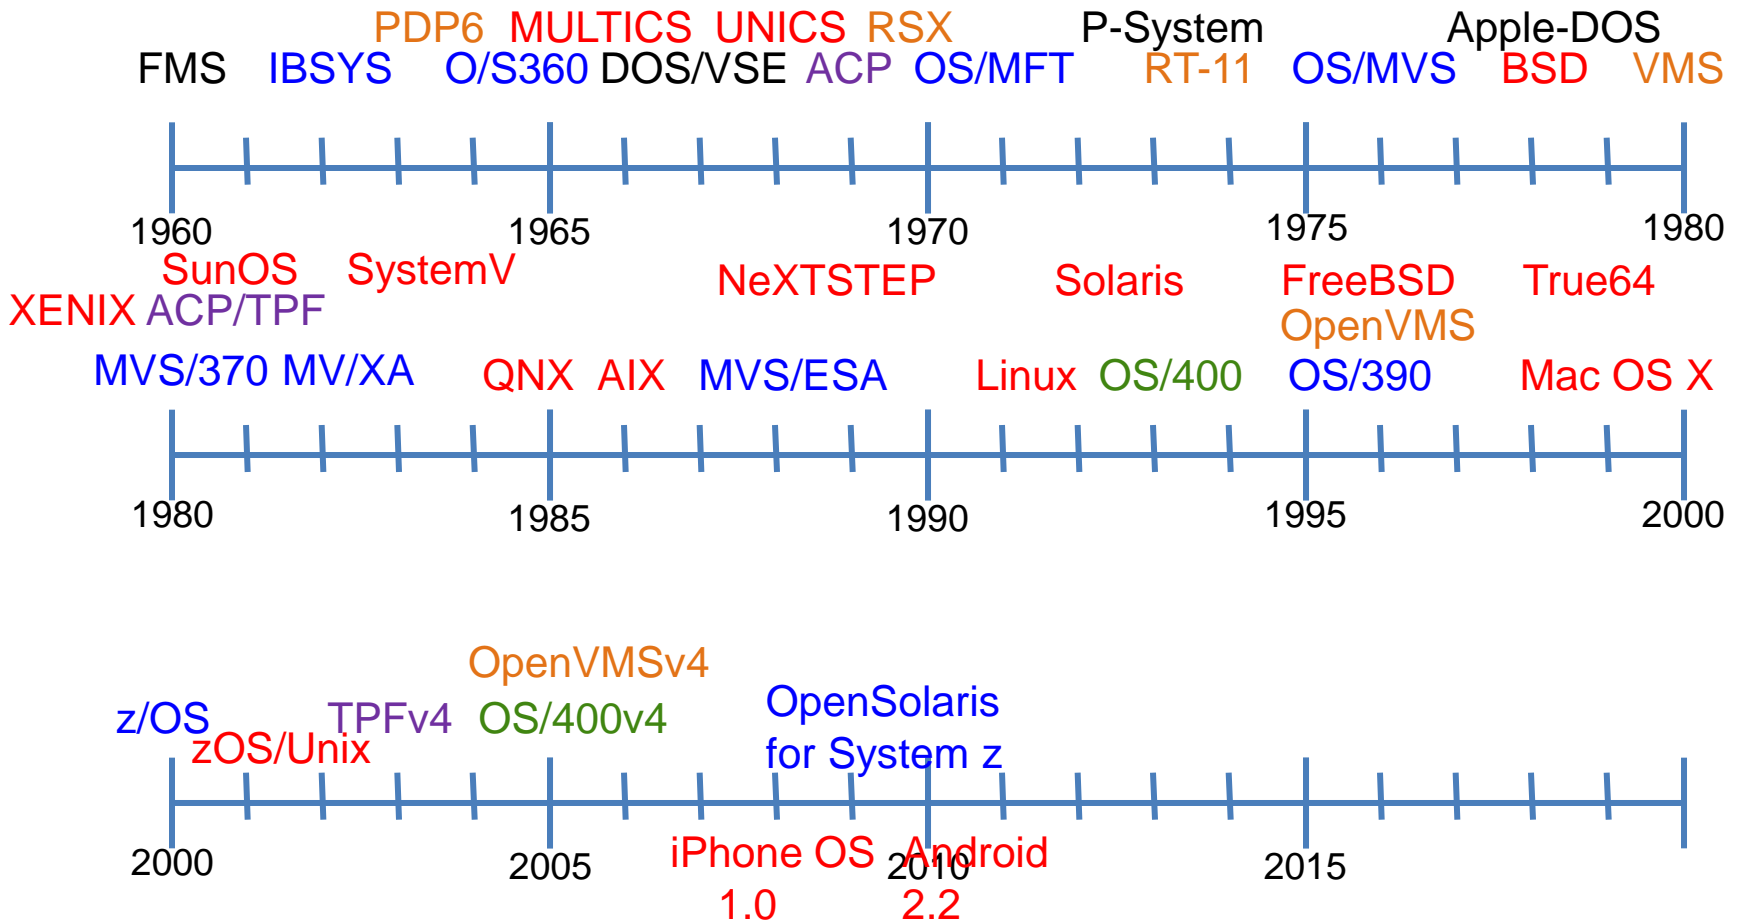 PDP6 MULTICS UNICS RSX P-System Apple-DOS
FMS IBSYS O/S360 DOS/VSE ACP OS/MFT RT-11 OS/MVS BSD VMS
1960 1965 1970 1975 1980
SunOS SystemV NeXTSTEP Solaris FreeBSD True64
XENIX ACP/TPF OpenVMS
MVS/370 MV/XA QNX AIX MVS/ESA Linux OS/400 OS/390 Mac OS X
1980 1985 1990 1995 2000
OpenVMSv4
z/OS TPFv4 OS/400v4 OpenSolaris
zOS/Unix for System z
2000 2005 iPhone OS 2010 Android 2015
1.0 2.2